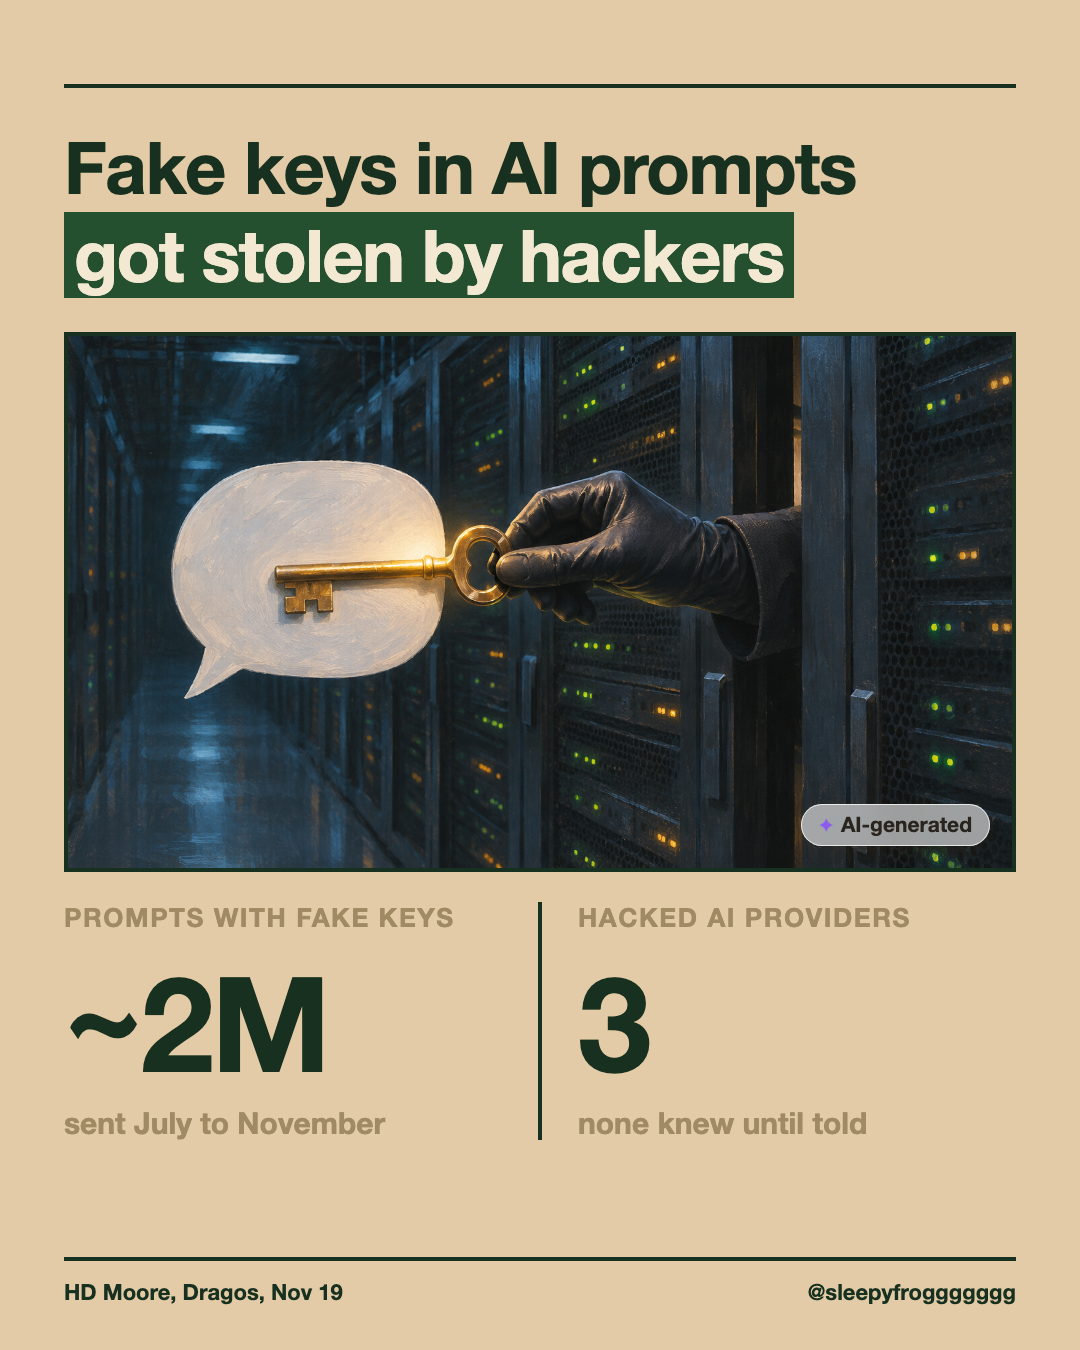 Fake keys in AI prompts
got stolen by hackers
AI-generated
PROMPTS WITH FAKE KEYS
~2M
sent July to November
HACKED AI PROVIDERS
3
none knew until told
HD Moore, Dragos, Nov 19
@sleepyfroggggggg